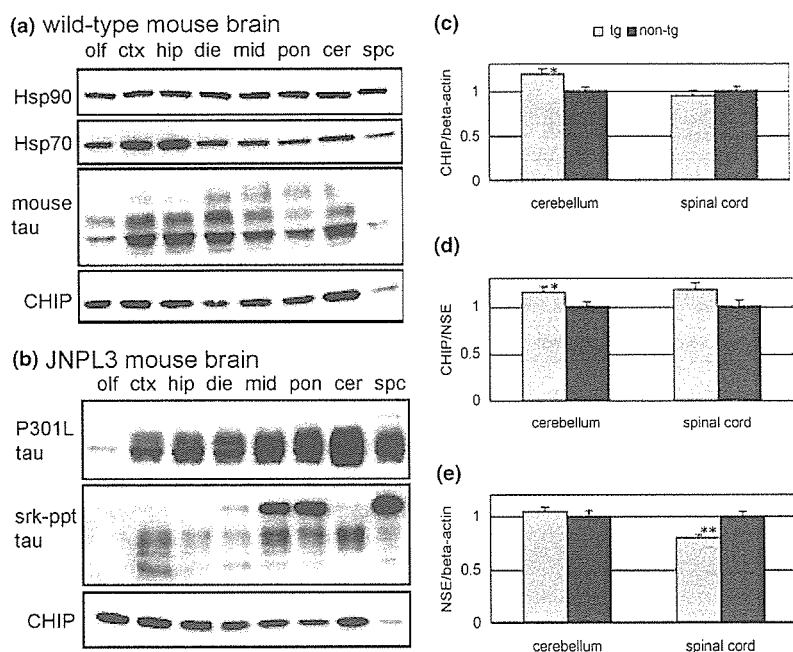 (a) wild-type mouse brain
olf ctx hip die mid pon cer spc
Hsp90
Hsp70
mouse
tau
CHIP
(b) JNPL3 mouse brain
olf ctx hip die mid pon cer spc
P301L
tau
srk-ppt
tau
CHIP
(c)
tg non-tg
CHIP/beta-actin
1
0.5
0
*
cerebellum spinal cord
(d)
CHIP/NSE
1
0.5
0
*
cerebellum spinal cord
(e)
NSE/beta-actin
1
0.5
0
**
cerebellum spinal cord